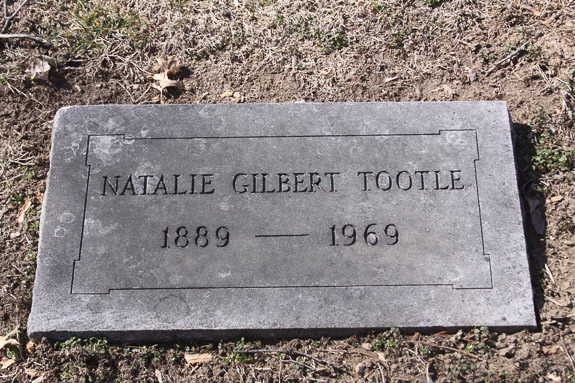 NATALIE GILBERT TOOTLE
1889 — 1969